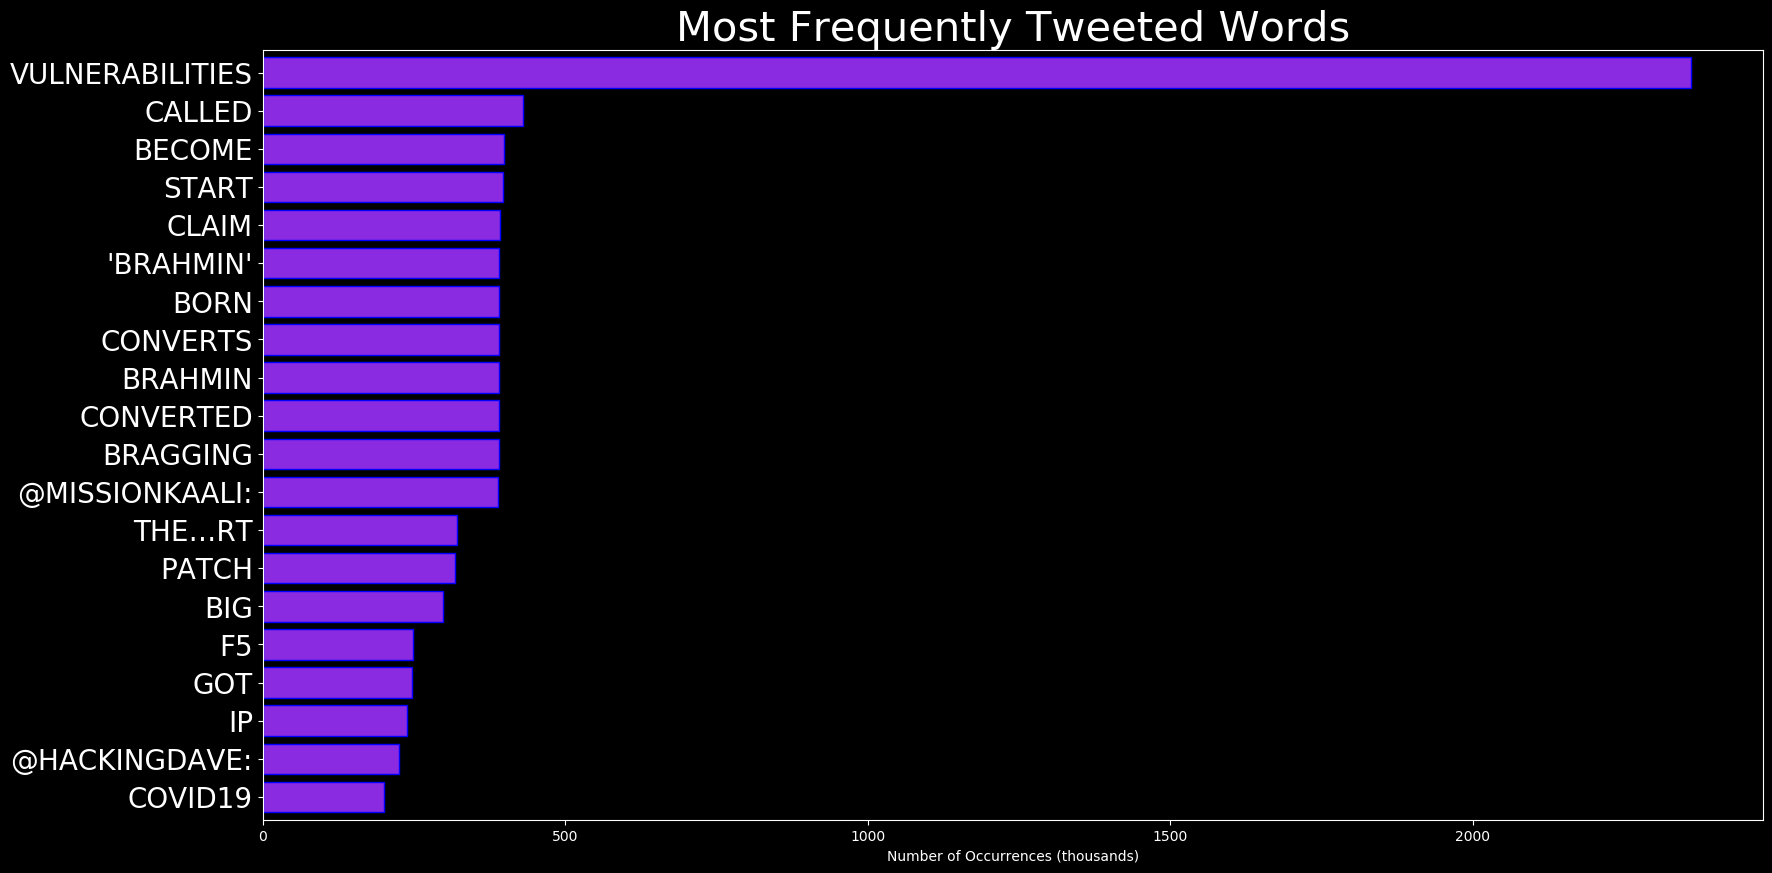 Most Frequently Tweeted Words
VULNERABILITIES
CALLED
BECOME
START
CLAIM
'BRAHMIN'
BORN
CONVERTS
BRAHMIN
CONVERTED
BRAGGING
@MISSIONKAALI:
THE…RT
PATCH
BIG
F5
GOT
IP
@HACKINGDAVE:
COVID19
0 500 1000 1500 2000
Number of Occurrences (thousands)